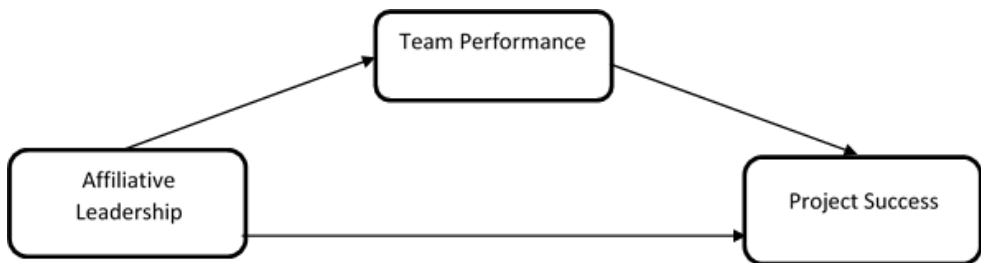 Team Performance
Affiliative
Leadership
Project Success